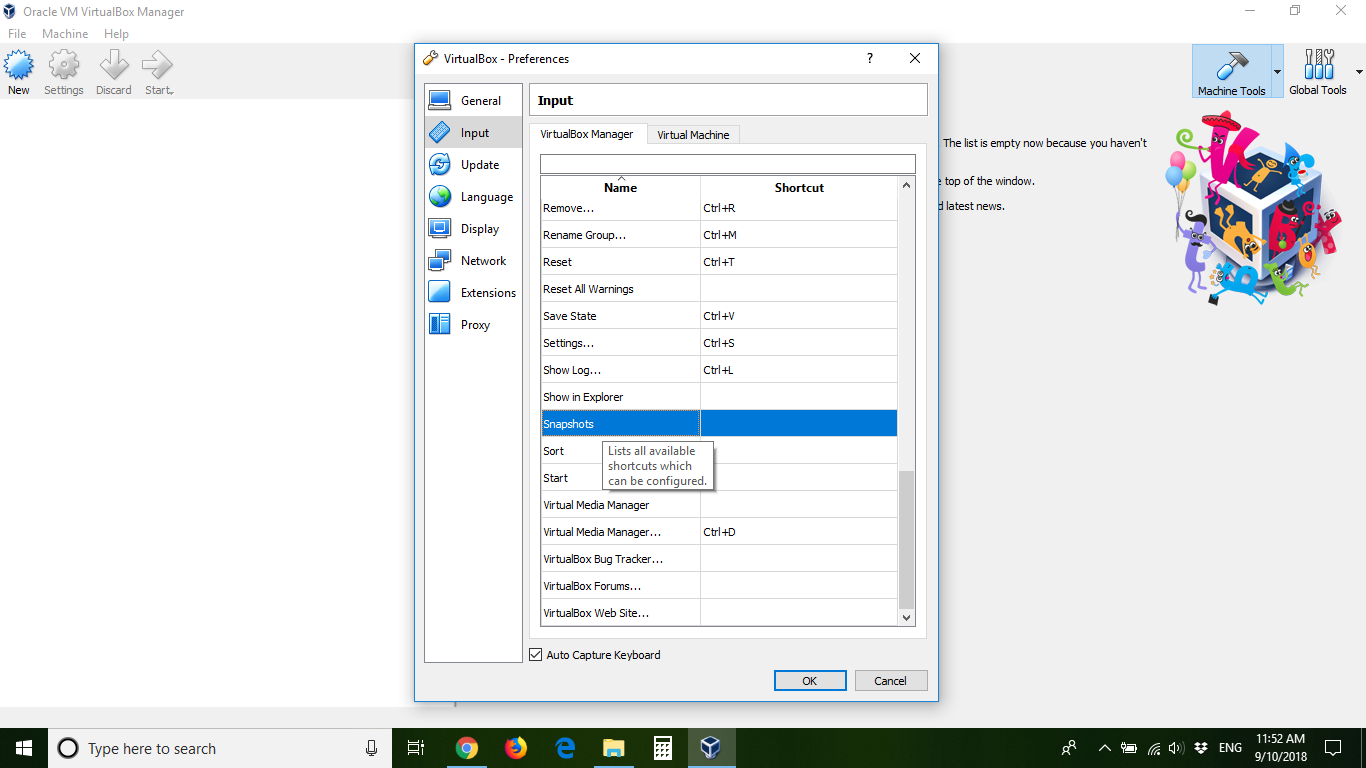 Oracle VM VirtualBox Manager
File Machine Help
New Settings Discard Start
Machine Tools Global Tools
The list is empty now because you haven't
top of the window.
latest news.
VirtualBox - Preferences
?
General
Input
Update
Language
Display
Network
Extensions
Proxy
Input
VirtualBox Manager Virtual Machine
Name Shortcut
Remove... Ctrl+R
Rename Group... Ctrl+M
Reset Ctrl+T
Reset All Warnings
Save State Ctrl+V
Settings... Ctrl+S
Show Log... Ctrl+L
Show in Explorer
Snapshots
Sort
Start
Lists all available
shortcuts which
can be configured.
Virtual Media Manager
Virtual Media Manager... Ctrl+D
VirtualBox Bug Tracker...
VirtualBox Forums...
VirtualBox Web Site...
Auto Capture Keyboard
OK Cancel
Type here to search
ENG
11:52 AM
9/10/2018